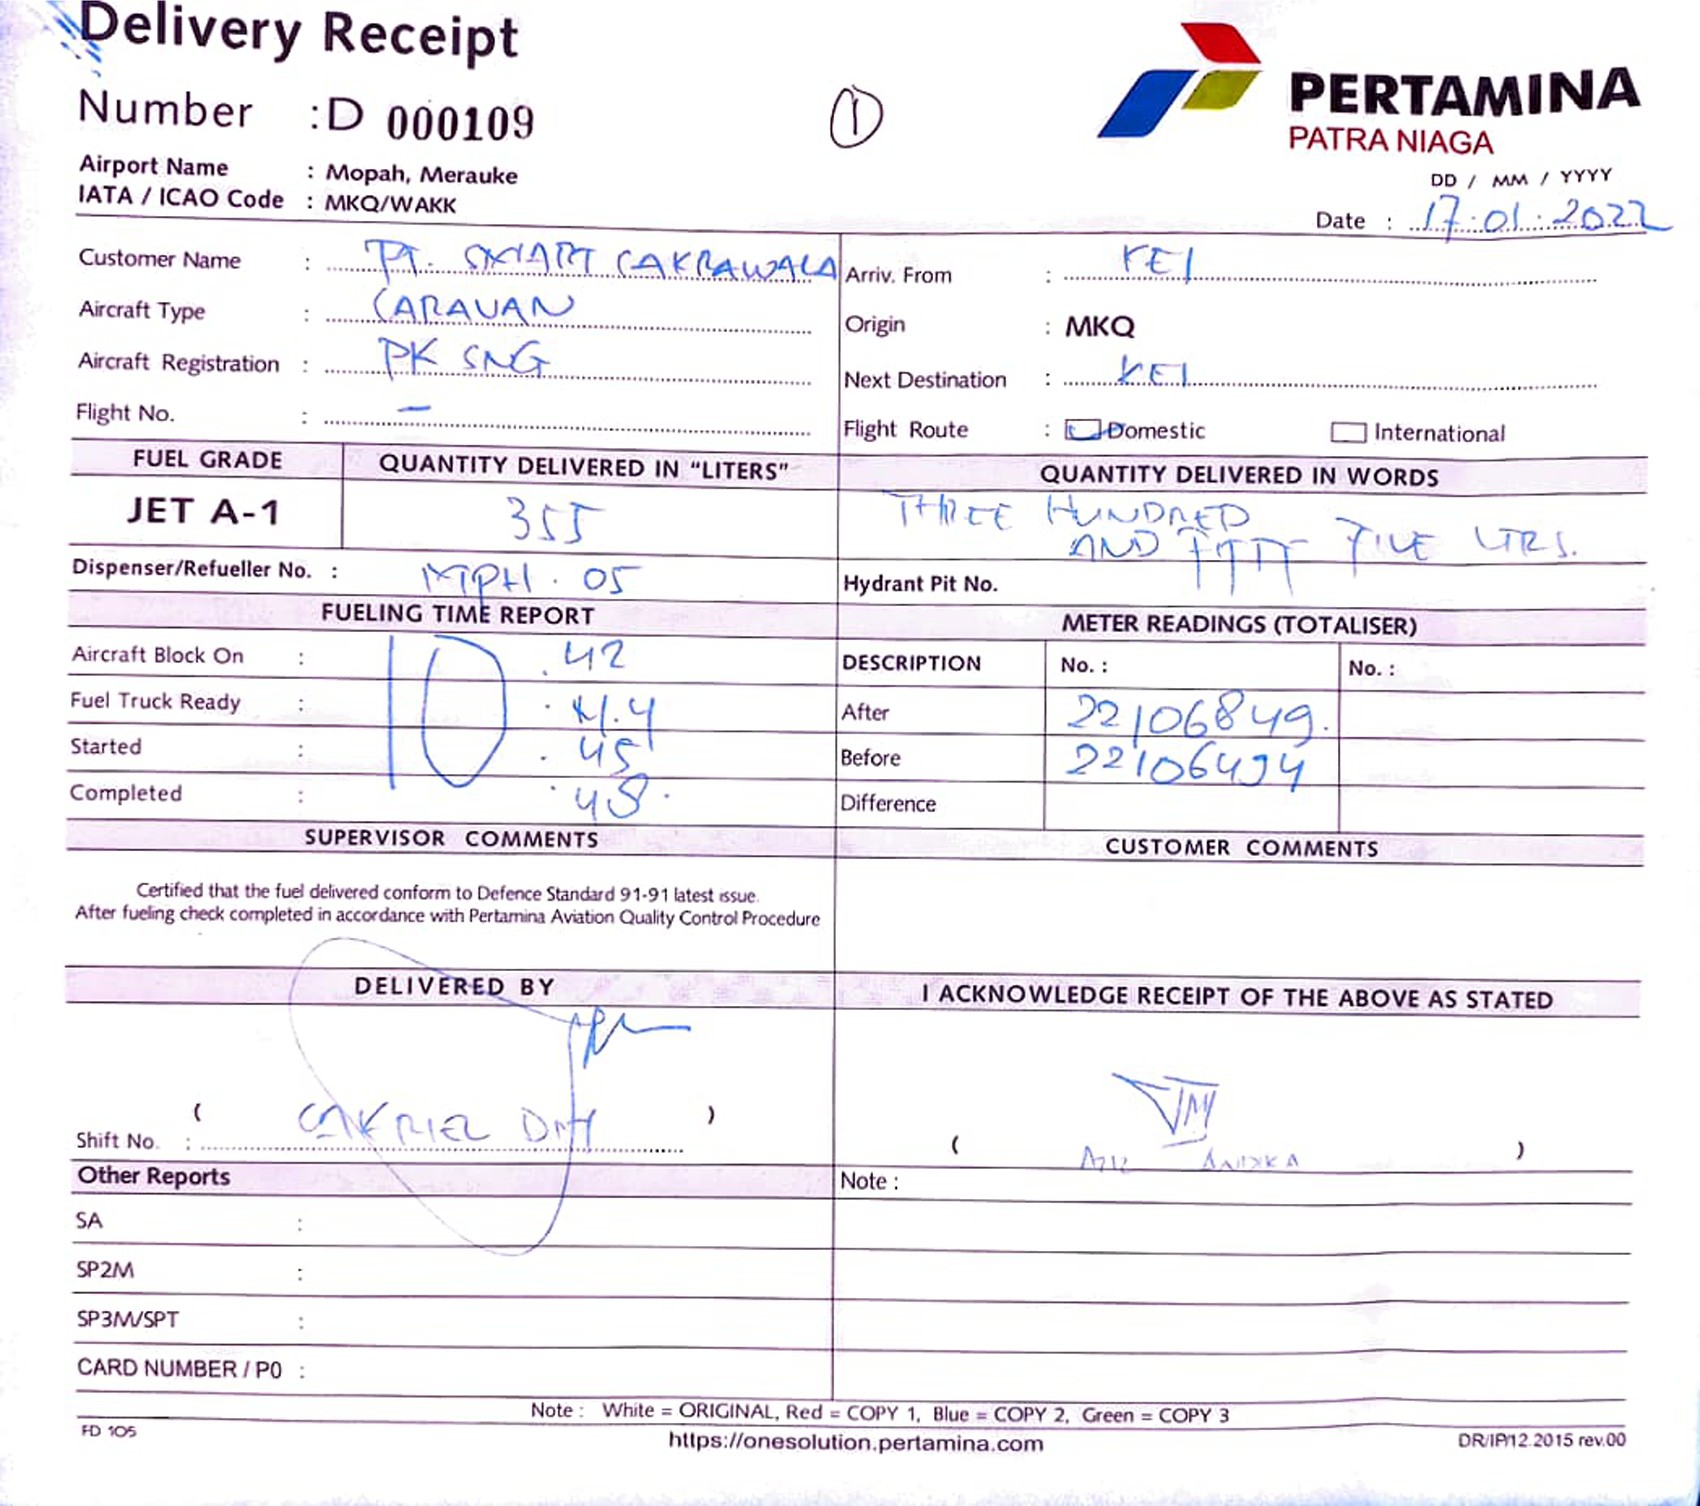 Delivery Receipt
Number : D 000109
①
PERTAMINA
PATRA NIAGA
Airport Name : Mopah, Merauke
IATA / ICAO Code : MKQ/WAKK
DD / MM / YYYY
Date : 17.01.2022
Customer Name : PT. SMART CAKRAWALA
Aircraft Type : CARAVAN
Aircraft Registration : PK SNG
Flight No. : –
Arriv. From : KEI
Origin : MKQ
Next Destination : KEI
Flight Route : Domestic International
FUEL GRADE QUANTITY DELIVERED IN “LITERS” QUANTITY DELIVERED IN WORDS
JET A-1 355 THREE HUNDRED
AND FIFTY FIVE LTRS.
Dispenser/Refueller No. : MPH . 05 Hydrant Pit No.
FUELING TIME REPORT METER READINGS (TOTALISER)
Aircraft Block On : 10 . 42 DESCRIPTION No. : No. :
Fuel Truck Ready : . 44 After 22106849.
Started : . 45 Before 22106494
Completed : . 48 . Difference
SUPERVISOR COMMENTS CUSTOMER COMMENTS
Certified that the fuel delivered conform to Defence Standard 91-91 latest issue.
After fueling check completed in accordance with Pertamina Aviation Quality Control Procedure
DELIVERED BY I ACKNOWLEDGE RECEIPT OF THE ABOVE AS STATED
( )
Shift No. :
( )
Other Reports Note :
SA :
SP2M :
SP3M/SPT :
CARD NUMBER / P0 :
Note : White = ORIGINAL, Red = COPY 1, Blue = COPY 2, Green = COPY 3
FD 105 https://onesolution.pertamina.com DR/IP/12.2015 rev.00